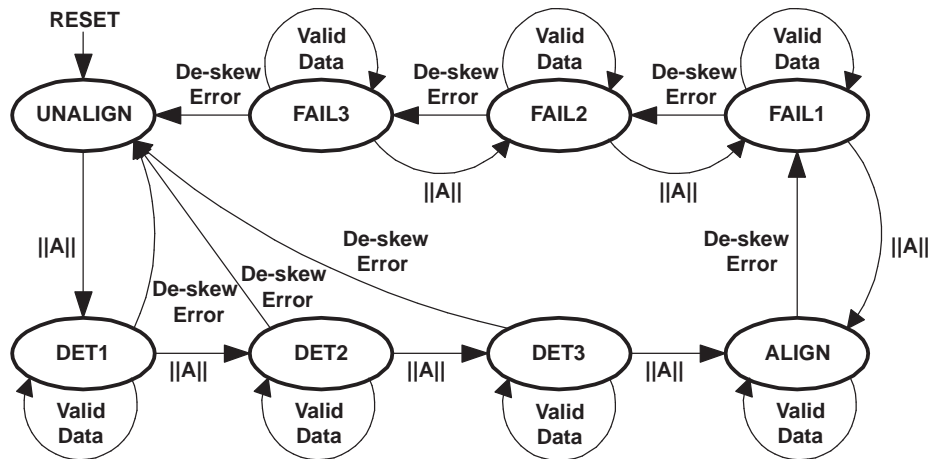 RESET
Valid
Data
Valid
Data
Valid
Data
De-skew
Error
De-skew
Error
De-skew
Error
UNALIGN
FAIL3
FAIL2
FAIL1
||A||
||A||
||A||
De-skew
Error
De-skew
Error
||A||
De-skew
Error
De-skew
Error
||A||
DET1
||A||
DET2
||A||
DET3
||A||
ALIGN
Valid
Data
Valid
Data
Valid
Data
Valid
Data